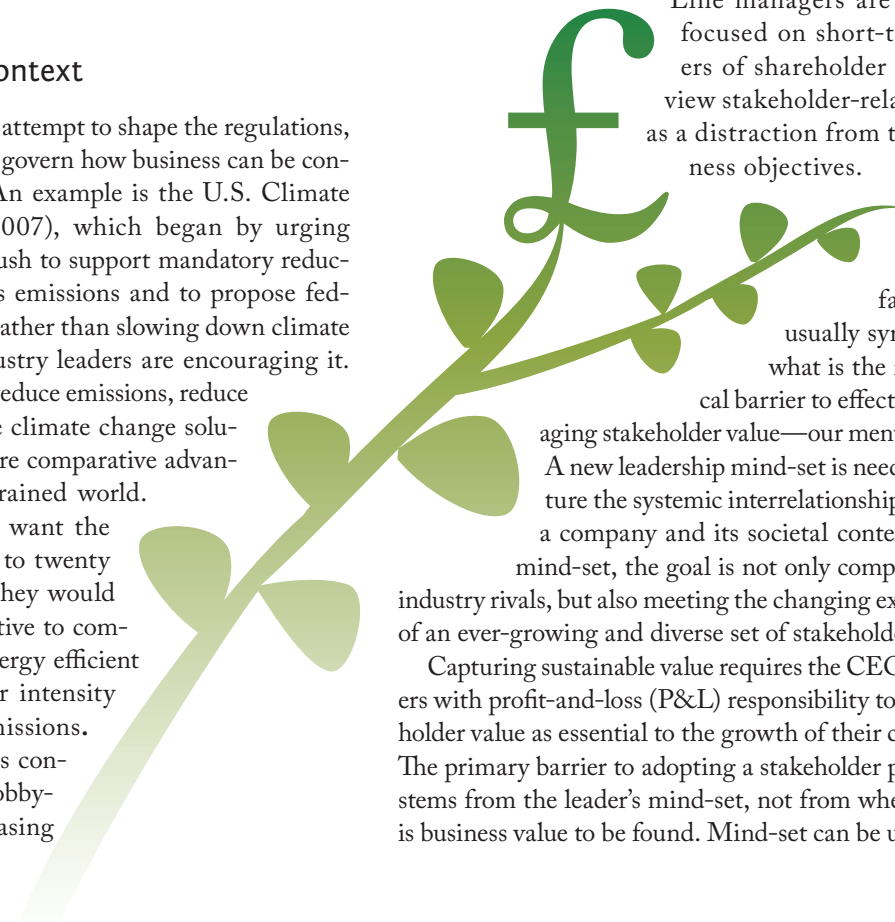 ontext
attempt to shape the regulations,
govern how business can be con-
An example is the U.S. Climate
007), which began by urging
ush to support mandatory reduc-
s emissions and to propose fed-
ather than slowing down climate
ustry leaders are encouraging it.
reduce emissions, reduce
e climate change solu-
re comparative advan-
rained world.
want the
to twenty
they would
tive to com-
ergy efficient
r intensity
missions.
s con-
obby-
asing
£
Line managers are
focused on short-t
ers of shareholder
view stakeholder-rela
as a distraction from t
ness objectives.
fa
usually syn
what is the
cal barrier to effect
aging stakeholder value—our men
A new leadership mind-set is need
ture the systemic interrelationship
a company and its societal conte
mind-set, the goal is not only comp
industry rivals, but also meeting the changing ex
of an ever-growing and diverse set of stakehold
Capturing sustainable value requires the CEO
ers with profit-and-loss (P&L) responsibility to
holder value as essential to the growth of their c
The primary barrier to adopting a stakeholder p
stems from the leader's mind-set, not from whe
is business value to be found. Mind-set can be u